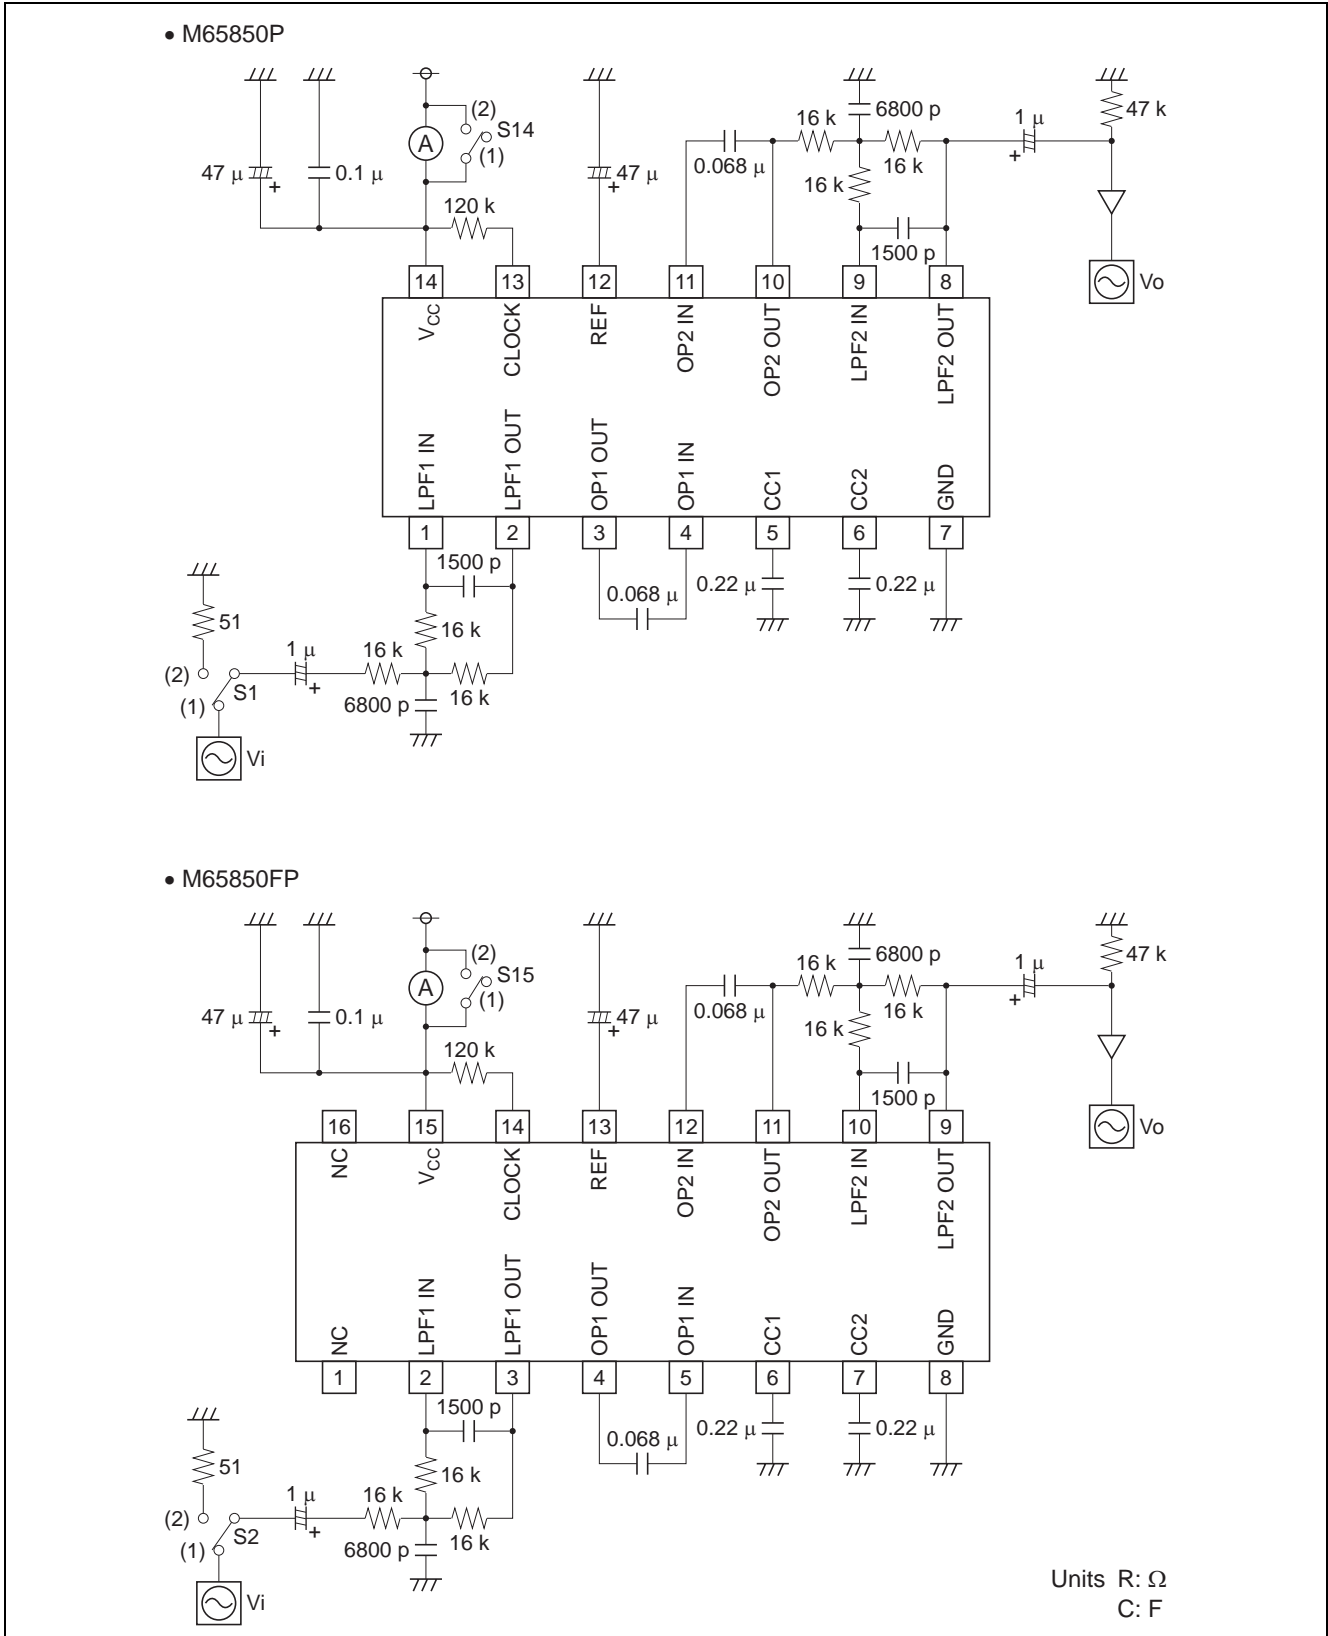 • M65850P
(2)
S14
(1)
A
47 μ
+
0.1 μ
120 k
47 μ
+
0.068 μ
16 k
6800 p
16 k
16 k
1500 p
1 μ
+
47 k
Vo
14
13
12
11
10
9
8
VCC
CLOCK
REF
OP2 IN
OP2 OUT
LPF2 IN
LPF2 OUT
LPF1 IN
LPF1 OUT
OP1 OUT
OP1 IN
CC1
CC2
GND
1
2
3
4
5
6
7
1500 p
0.068 μ
0.22 μ
0.22 μ
51
16 k
1 μ
+
16 k
16 k
6800 p
(2)
S1
(1)
Vi
• M65850FP
(2)
S15
(1)
A
47 μ
+
0.1 μ
120 k
47 μ
+
0.068 μ
16 k
6800 p
16 k
16 k
1500 p
1 μ
+
47 k
Vo
16
15
14
13
12
11
10
9
NC
VCC
CLOCK
REF
OP2 IN
OP2 OUT
LPF2 IN
LPF2 OUT
NC
LPF1 IN
LPF1 OUT
OP1 OUT
OP1 IN
CC1
CC2
GND
1
2
3
4
5
6
7
8
1500 p
0.068 μ
0.22 μ
0.22 μ
51
16 k
1 μ
+
16 k
16 k
6800 p
(2)
S2
(1)
Vi
Units R: Ω
C: F